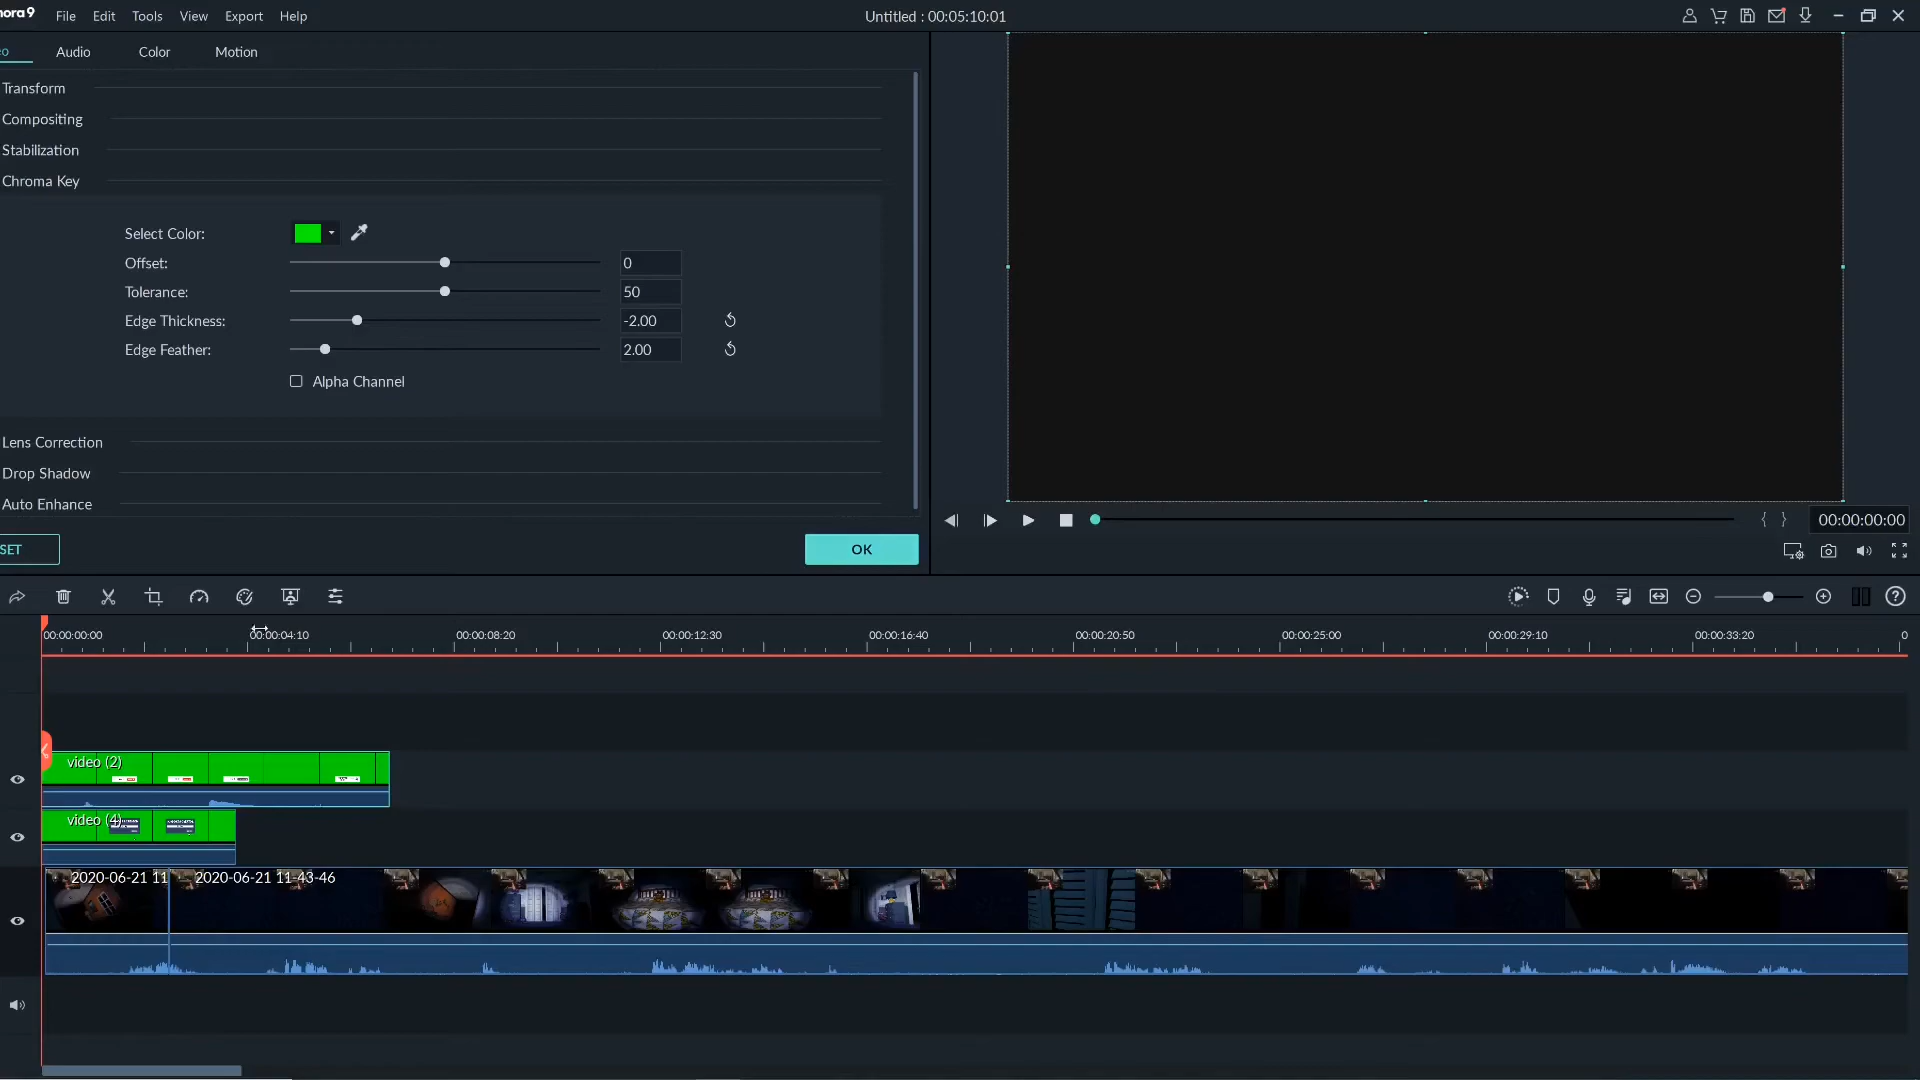 nora9 File Edit Tools View Export Help Untitled : 00:05:10:01
eo Audio Color Motion
Transform
Compositing
Stabilization
Chroma Key
Select Color:
Offset: 0
Tolerance: 50
Edge Thickness: -2.00
Edge Feather: 2.00
Alpha Channel
Lens Correction
Drop Shadow
Auto Enhance
SET OK
{ } 00:00:00:00
00:00:00:00 00:00:04:10 00:00:08:20 00:00:12:30 00:00:16:40 00:00:20:50 00:00:25:00 00:00:29:10 00:00:33:20 0
video (2)
video (4)
2020-06-21 11 2020-06-21 11-43-46